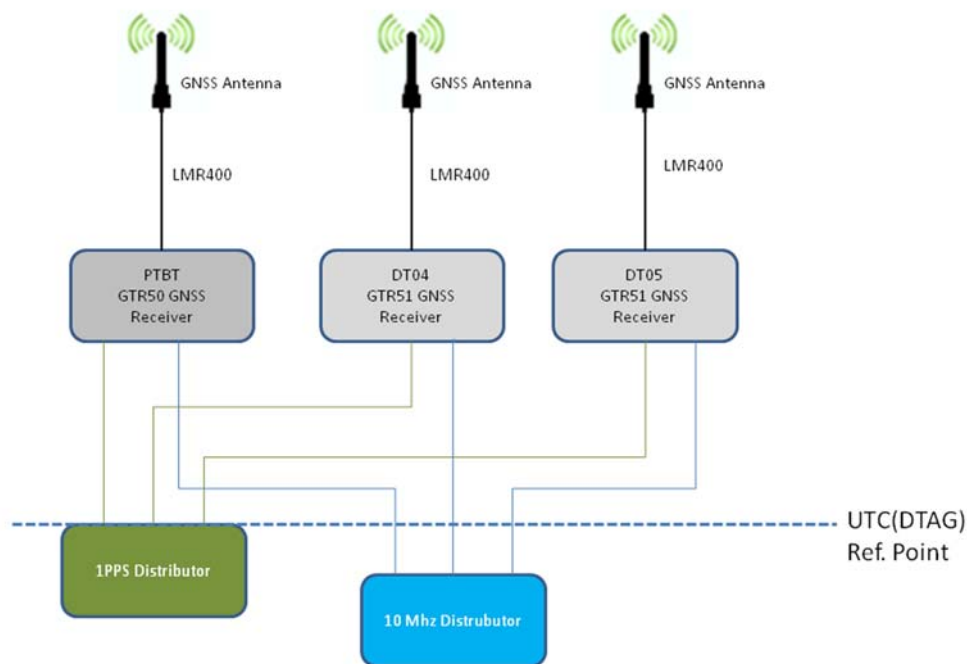 GNSS Antenna
GNSS Antenna
GNSS Antenna
LMR400
LMR400
LMR400
PTBT
GTR50 GNSS
Receiver
DT04
GTR51 GNSS
Receiver
DT05
GTR51 GNSS
Receiver
UTC(DTAG)
Ref. Point
1PPS Distributor
10 Mhz Distrubutor